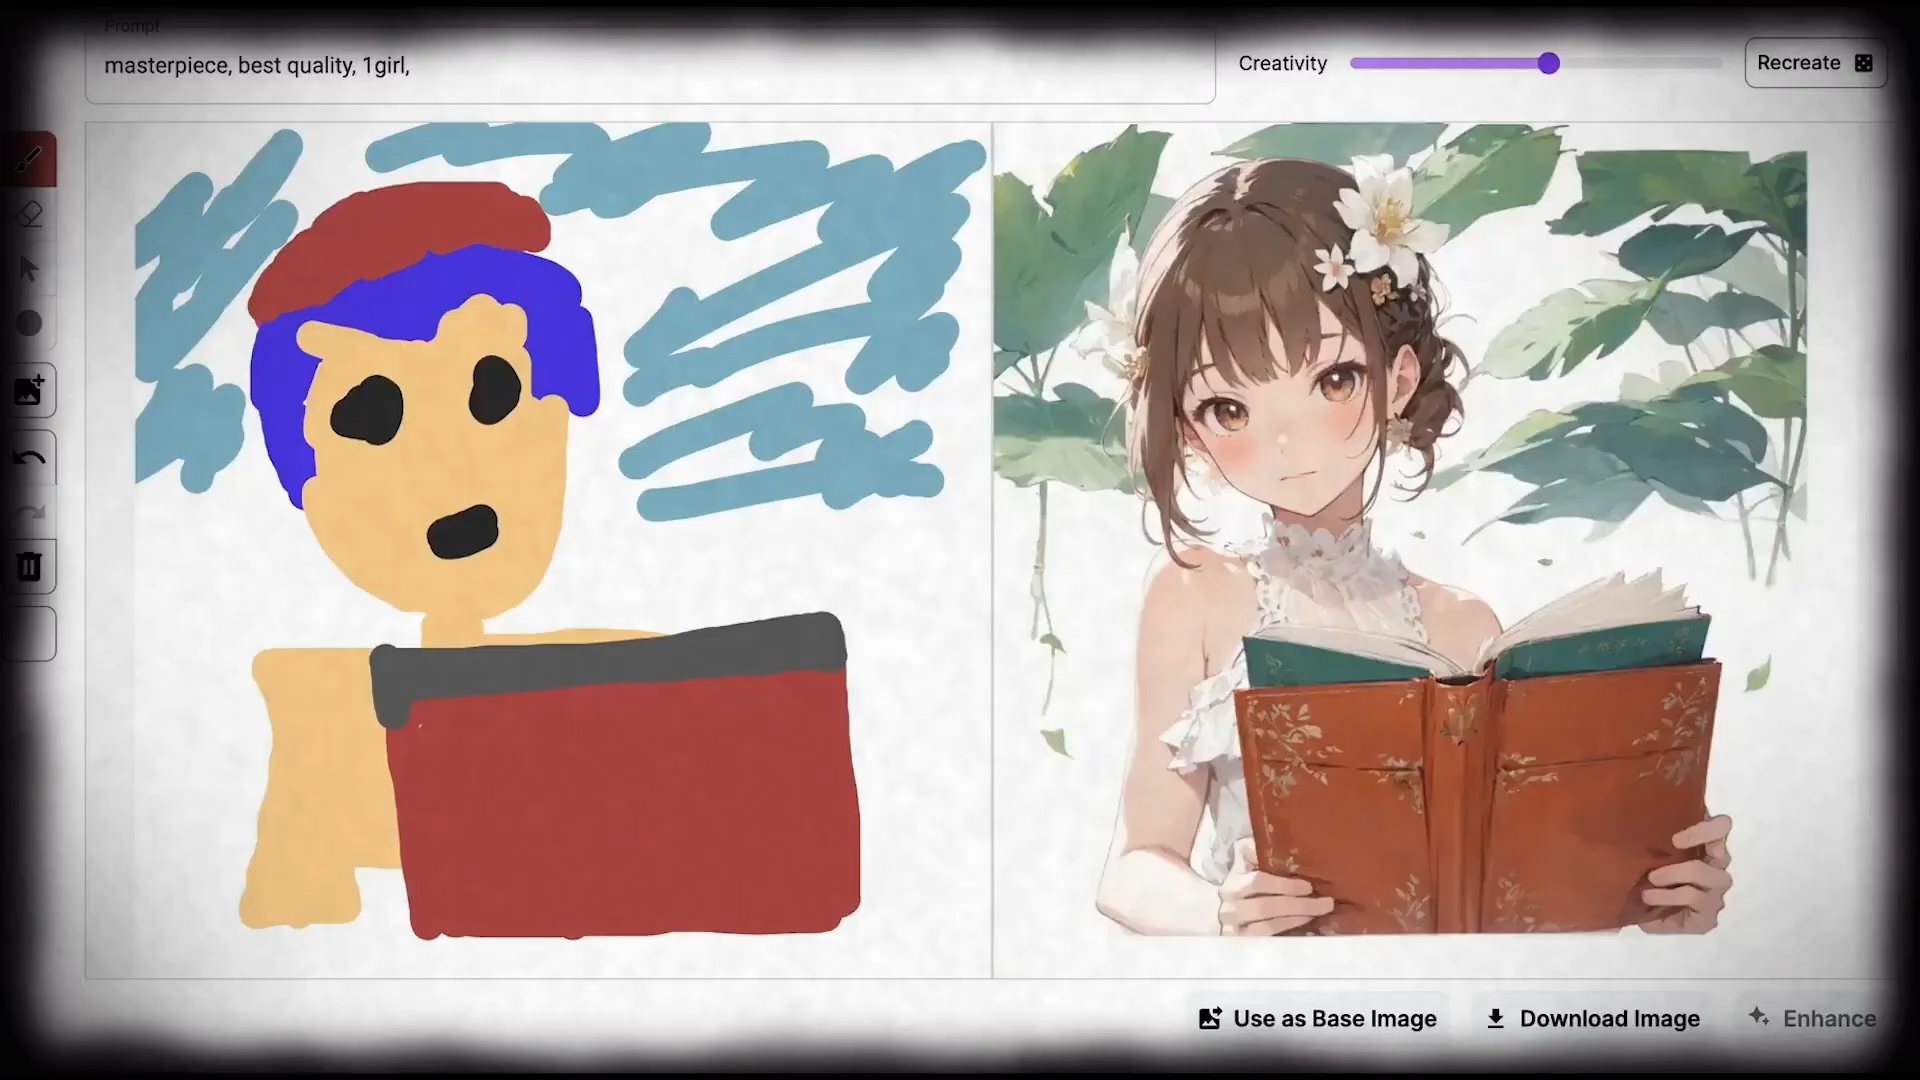 Prompt
masterpiece, best quality, 1girl,
Creativity
Recreate
Use as Base Image
Download Image
Enhance